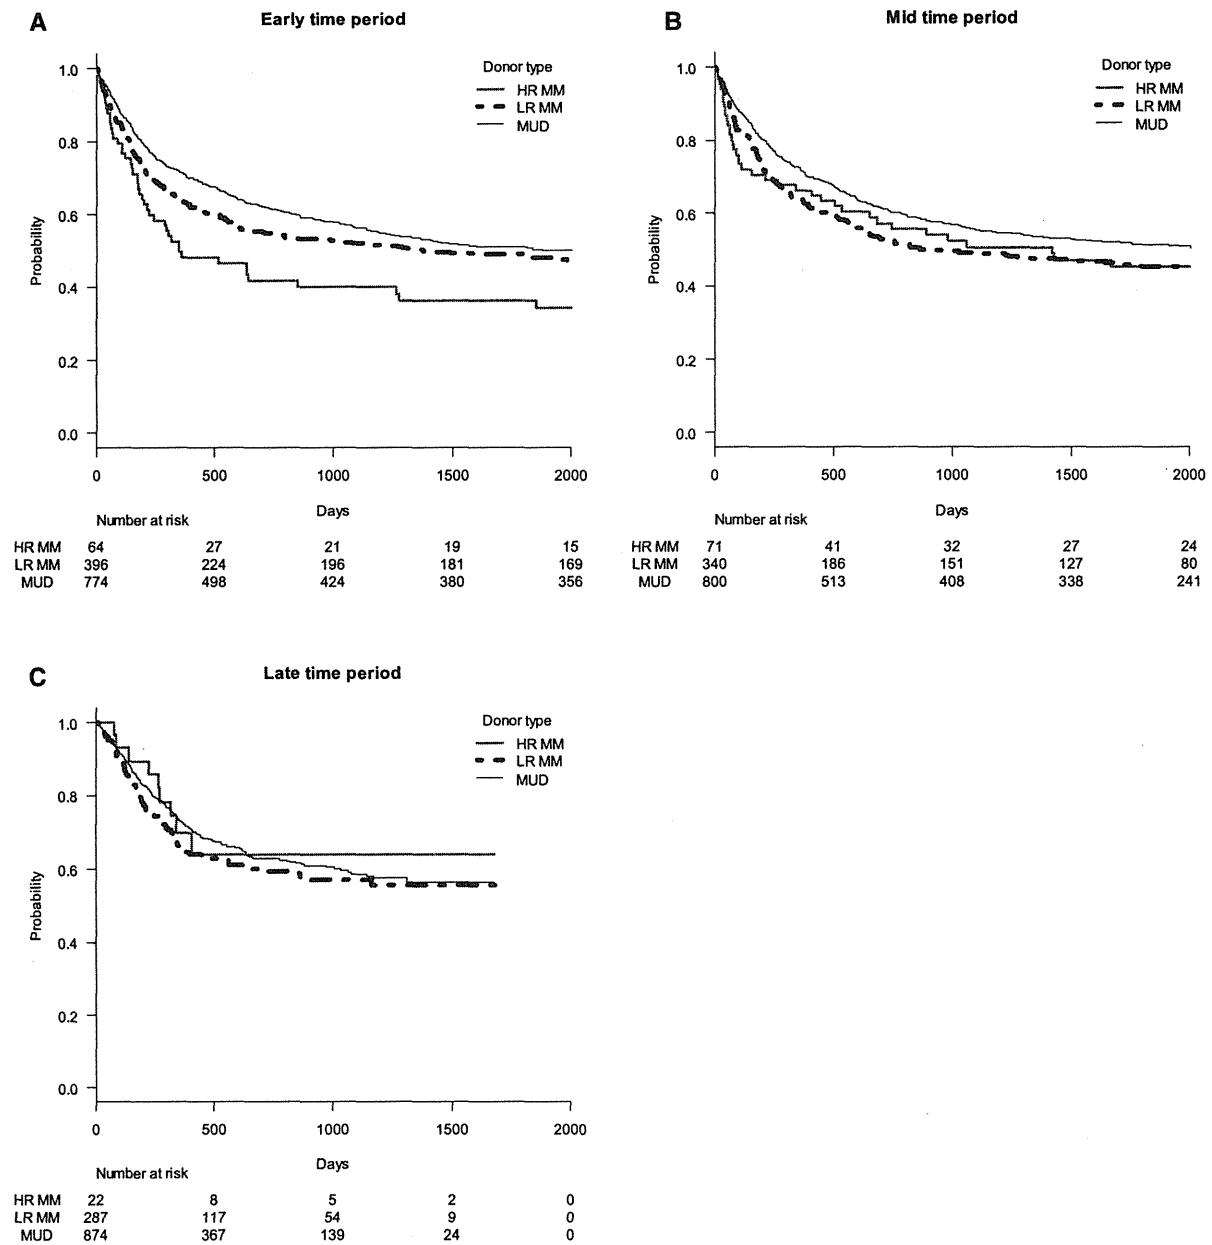 A
Early time period
Donor type
HR MM
LR MM
MUD
1.0
0.8
0.6
0.4
0.2
0.0
Probability
0 500 1000 1500 2000
Days
Number at risk
HR MM 64 27 21 19 15
LR MM 396 224 196 181 169
MUD 774 498 424 380 356
B
Mid time period
Donor type
HR MM
LR MM
MUD
1.0
0.8
0.6
0.4
0.2
0.0
Probability
0 500 1000 1500 2000
Days
Number at risk
HR MM 71 41 32 27 24
LR MM 340 186 151 127 80
MUD 800 513 408 338 241
C
Late time period
Donor type
HR MM
LR MM
MUD
1.0
0.8
0.6
0.4
0.2
0.0
Probability
0 500 1000 1500 2000
Days
Number at risk
HR MM 22 8 5 2 0
LR MM 287 117 54 9 0
MUD 874 367 139 24 0